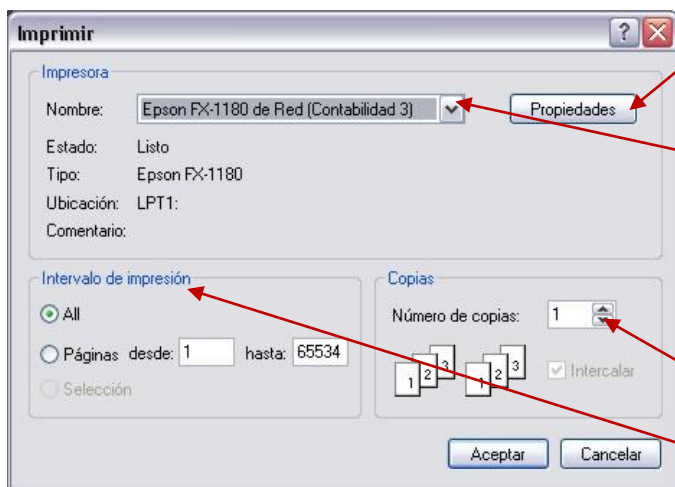 Imprimir
Impresora
Nombre: Epson FX-1180 de Red (Contabilidad 3) Propiedades
Estado: Listo
Tipo: Epson FX-1180
Ubicación: LPT1:
Comentario:
Intervalo de impresión Copias
All Número de copias: 1
Páginas desde: 1 hasta: 65534
Selección
1 2 3 1 2 3 Intercalar
Aceptar Cancelar